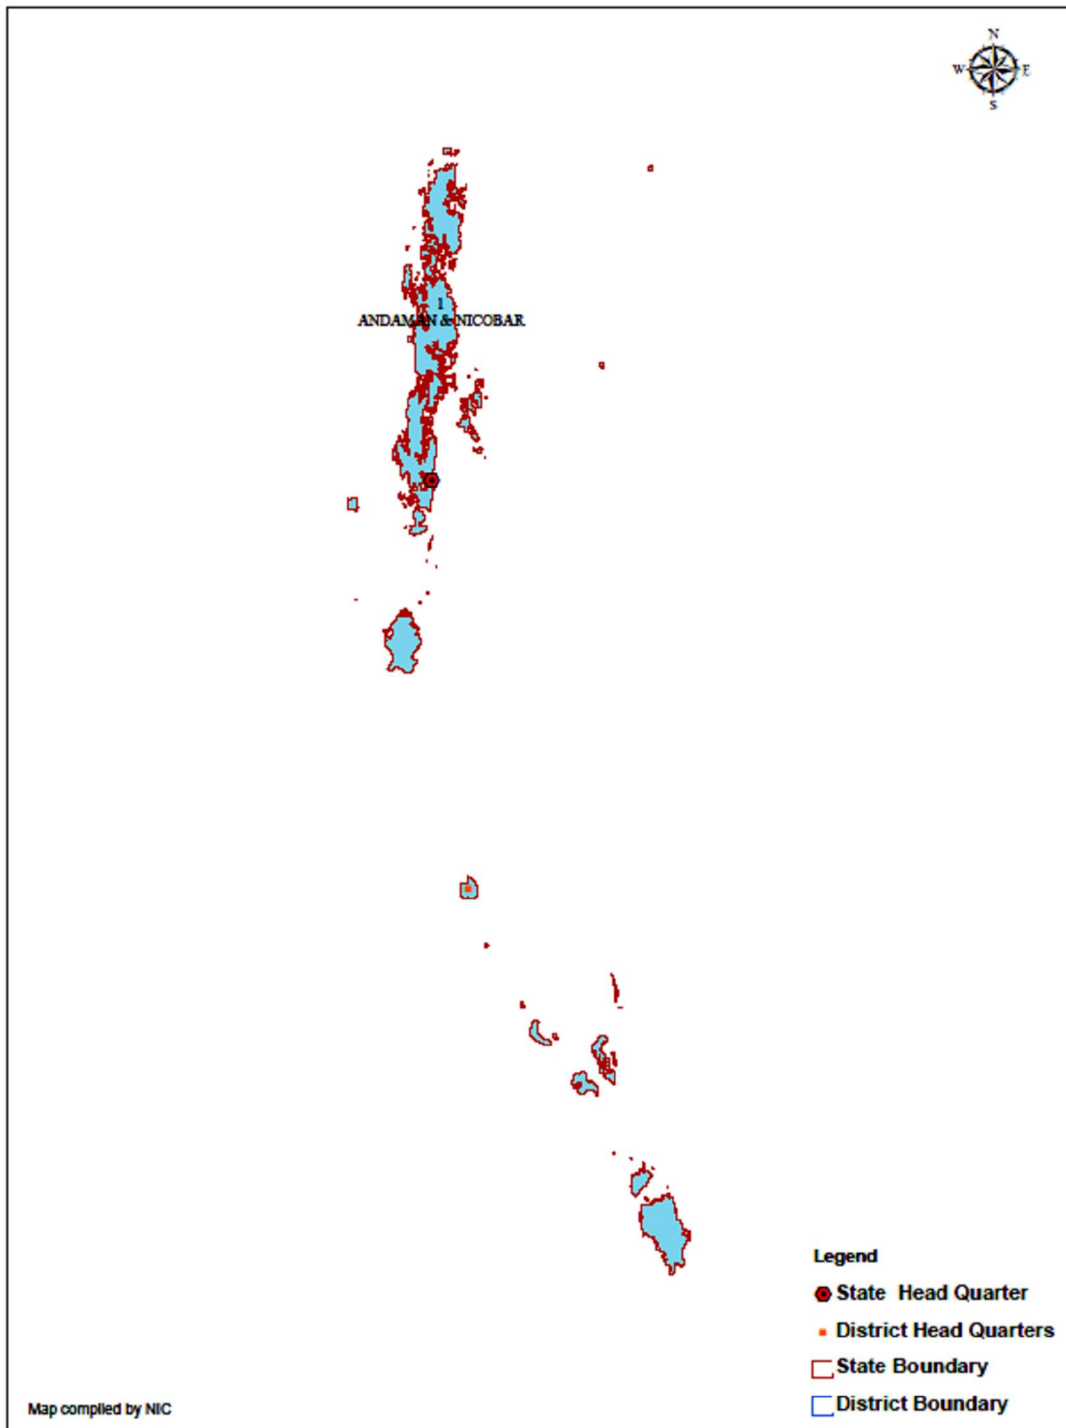 N
W E
S
1
ANDAMAN & NICOBAR
Legend
State Head Quarter
District Head Quarters
State Boundary
District Boundary
Map compiled by NIC